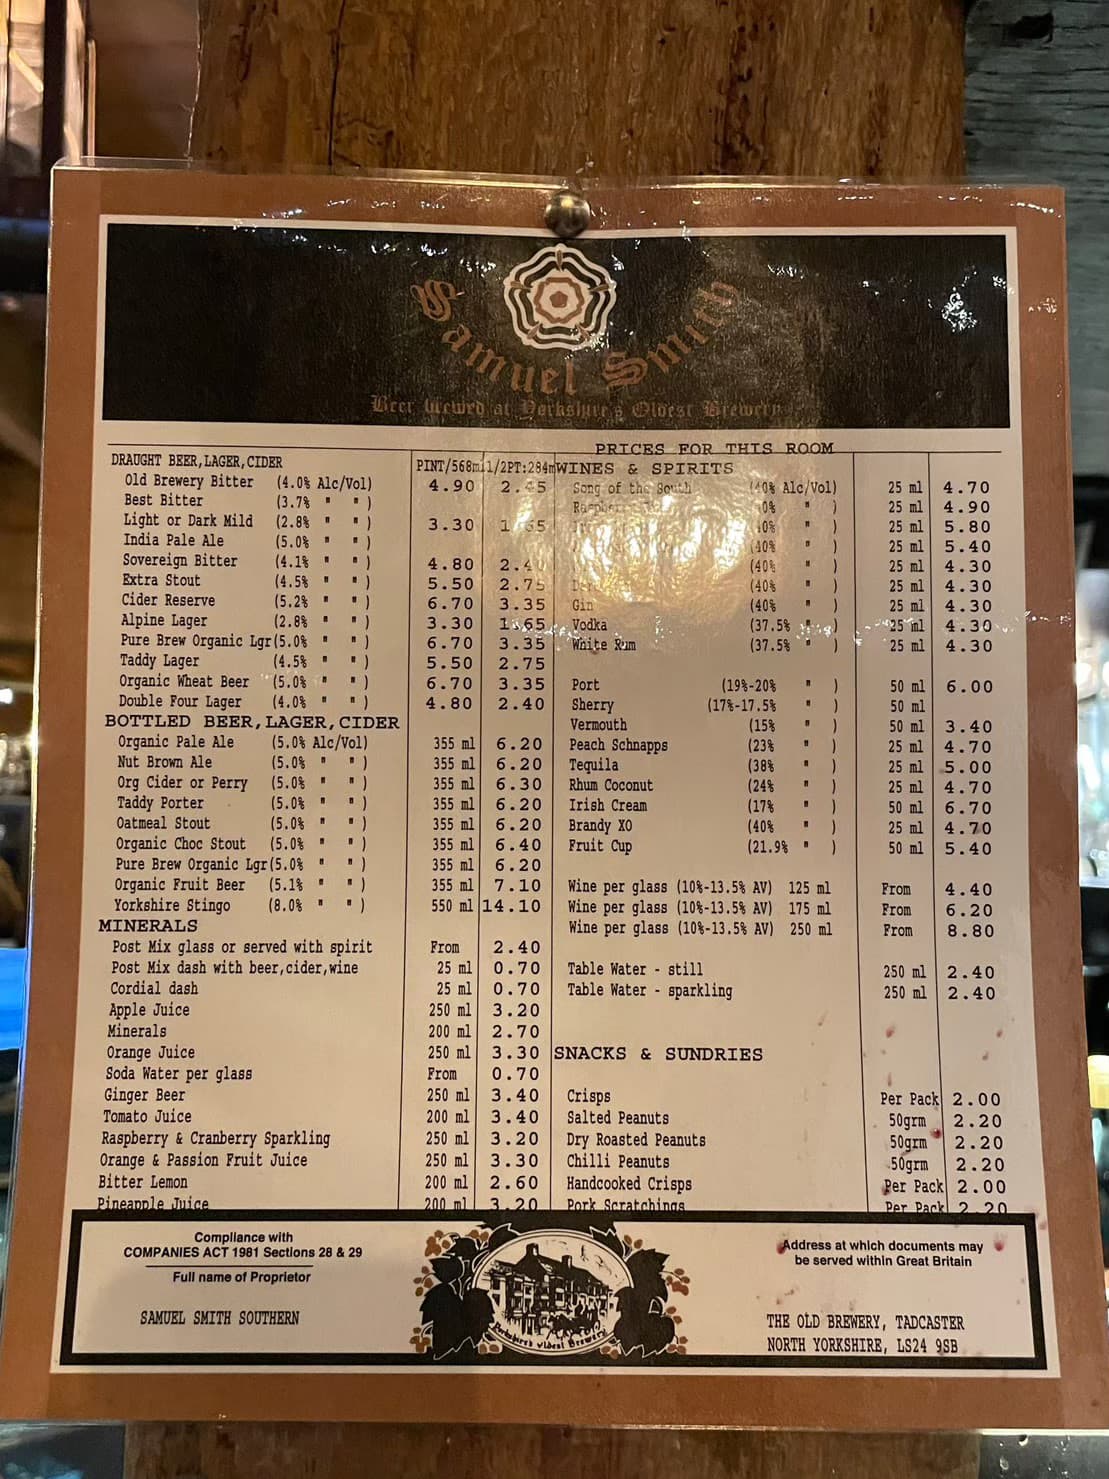 Samuel Smith
Beer brewed at Yorkshire's Oldest Brewery
PRICES FOR THIS ROOM
DRAUGHT BEER,LAGER,CIDER PINT/568ml 1/2PT:284m
Old Brewery Bitter (4.0% Alc/Vol) 4.90 2.45
Best Bitter (3.7% " " )
Light or Dark Mild (2.8% " " ) 3.30 1.65
India Pale Ale (5.0% " " )
Sovereign Bitter (4.1% " " ) 4.80 2.40
Extra Stout (4.5% " " ) 5.50 2.75
Cider Reserve (5.2% " " ) 6.70 3.35
Alpine Lager (2.8% " " ) 3.30 1.65
Pure Brew Organic Lgr(5.0% " " ) 6.70 3.35
Taddy Lager (4.5% " " ) 5.50 2.75
Organic Wheat Beer (5.0% " " ) 6.70 3.35
Double Four Lager (4.0% " " ) 4.80 2.40
BOTTLED BEER,LAGER,CIDER
Organic Pale Ale (5.0% Alc/Vol) 355 ml 6.20
Nut Brown Ale (5.0% " " ) 355 ml 6.20
Org Cider or Perry (5.0% " " ) 355 ml 6.30
Taddy Porter (5.0% " " ) 355 ml 6.20
Oatmeal Stout (5.0% " " ) 355 ml 6.20
Organic Choc Stout (5.0% " " ) 355 ml 6.40
Pure Brew Organic Lgr(5.0% " " ) 355 ml 6.20
Organic Fruit Beer (5.1% " " ) 355 ml 7.10
Yorkshire Stingo (8.0% " " ) 550 ml 14.10
MINERALS
Post Mix glass or served with spirit From 2.40
Post Mix dash with beer,cider,wine 25 ml 0.70
Cordial dash 25 ml 0.70
Apple Juice 250 ml 3.20
Minerals 200 ml 2.70
Orange Juice 250 ml 3.30
Soda Water per glass From 0.70
Ginger Beer 250 ml 3.40
Tomato Juice 200 ml 3.40
Raspberry & Cranberry Sparkling 250 ml 3.20
Orange & Passion Fruit Juice 250 ml 3.30
Bitter Lemon 200 ml 2.60
Pineapple Juice 200 ml 3.20
WINES & SPIRITS
Song of the South (40% Alc/Vol) 25 ml 4.70
" ) 25 ml 4.90
" ) 25 ml 5.80
(40% " ) 25 ml 5.40
(40% " ) 25 ml 4.30
(40% " ) 25 ml 4.30
Gin (40% " ) 25 ml 4.30
Vodka (37.5% " ) 25 ml 4.30
White Rum (37.5% " ) 25 ml 4.30
Port (19%-20% " ) 50 ml 6.00
Sherry (17%-17.5% " ) 50 ml
Vermouth (15% " ) 50 ml 3.40
Peach Schnapps (23% " ) 25 ml 4.70
Tequila (38% " ) 25 ml 5.00
Rhum Coconut (24% " ) 25 ml 4.70
Irish Cream (17% " ) 50 ml 6.70
Brandy XO (40% " ) 25 ml 4.70
Fruit Cup (21.9% " ) 50 ml 5.40
Wine per glass (10%-13.5% AV) 125 ml From 4.40
Wine per glass (10%-13.5% AV) 175 ml From 6.20
Wine per glass (10%-13.5% AV) 250 ml From 8.80
Table Water - still 250 ml 2.40
Table Water - sparkling 250 ml 2.40
SNACKS & SUNDRIES
Crisps Per Pack 2.00
Salted Peanuts 50grm 2.20
Dry Roasted Peanuts 50grm 2.20
Chilli Peanuts 50grm 2.20
Handcooked Crisps Per Pack 2.00
Pork Scratchings Per Pack 2.20
Compliance with
COMPANIES ACT 1981 Sections 28 & 29
Full name of Proprietor
SAMUEL SMITH SOUTHERN
Yorkshire's oldest Brewery
Address at which documents may
be served within Great Britain
THE OLD BREWERY, TADCASTER
NORTH YORKSHIRE, LS24 9SB